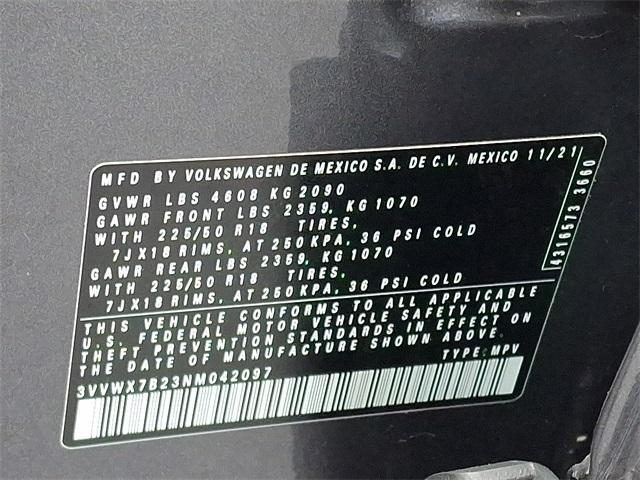 MFD BY VOLKSWAGEN DE MEXICO S.A. DE C.V. MEXICO 11/21
GVWR LBS 4608 KG 2090
GAWR FRONT LBS 2359, KG 1070
WITH 225/50 R18 TIRES,
7JX18 RIMS, AT 250 KPA, 36 PSI COLD
GAWR REAR LBS 2359, KG 1070
WITH 225/50 R18 TIRES,
7JX18 RIMS, AT 250 KPA, 36 PSI COLD
4316573 3660
THIS VEHICLE CONFORMS TO ALL APPLICABLE
U.S. FEDERAL MOTOR VEHICLE SAFETY AND
THEFT PREVENTION STANDARDS IN EFFECT ON
THE DATE OF MANUFACTURE SHOWN ABOVE.
3VVWX7B23NM042097 TYPE: MPV